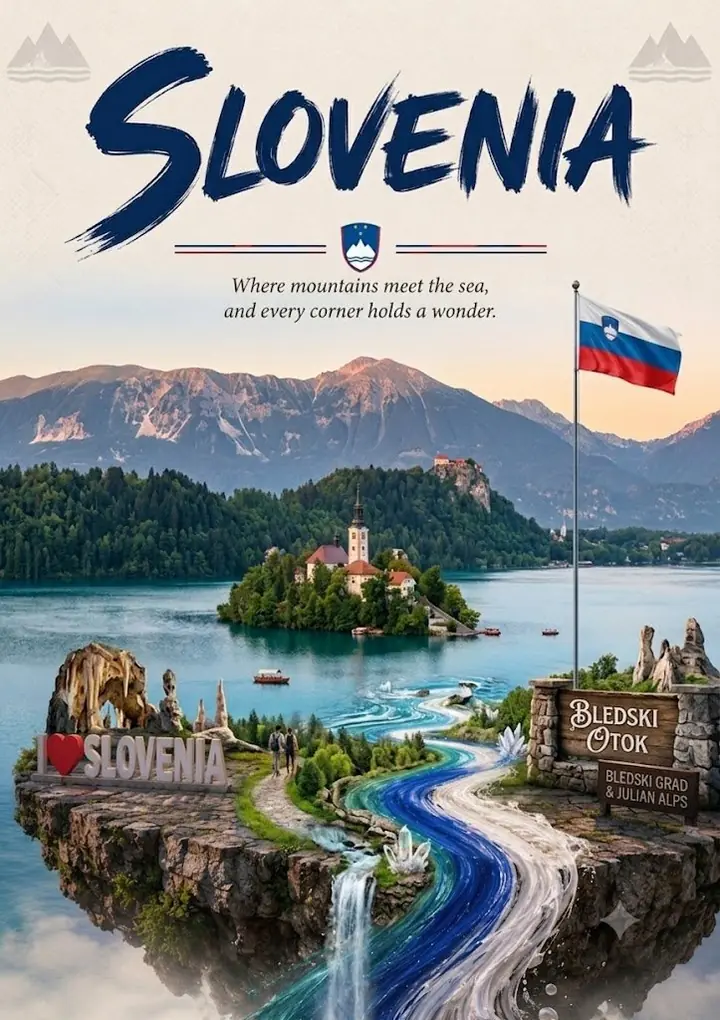 SLOVENIA
Where mountains meet the sea,
and every corner holds a wonder.
I ❤ SLOVENIA
BLEDSKI
OTOK
BLEDSKI GRAD
& JULIAN ALPS